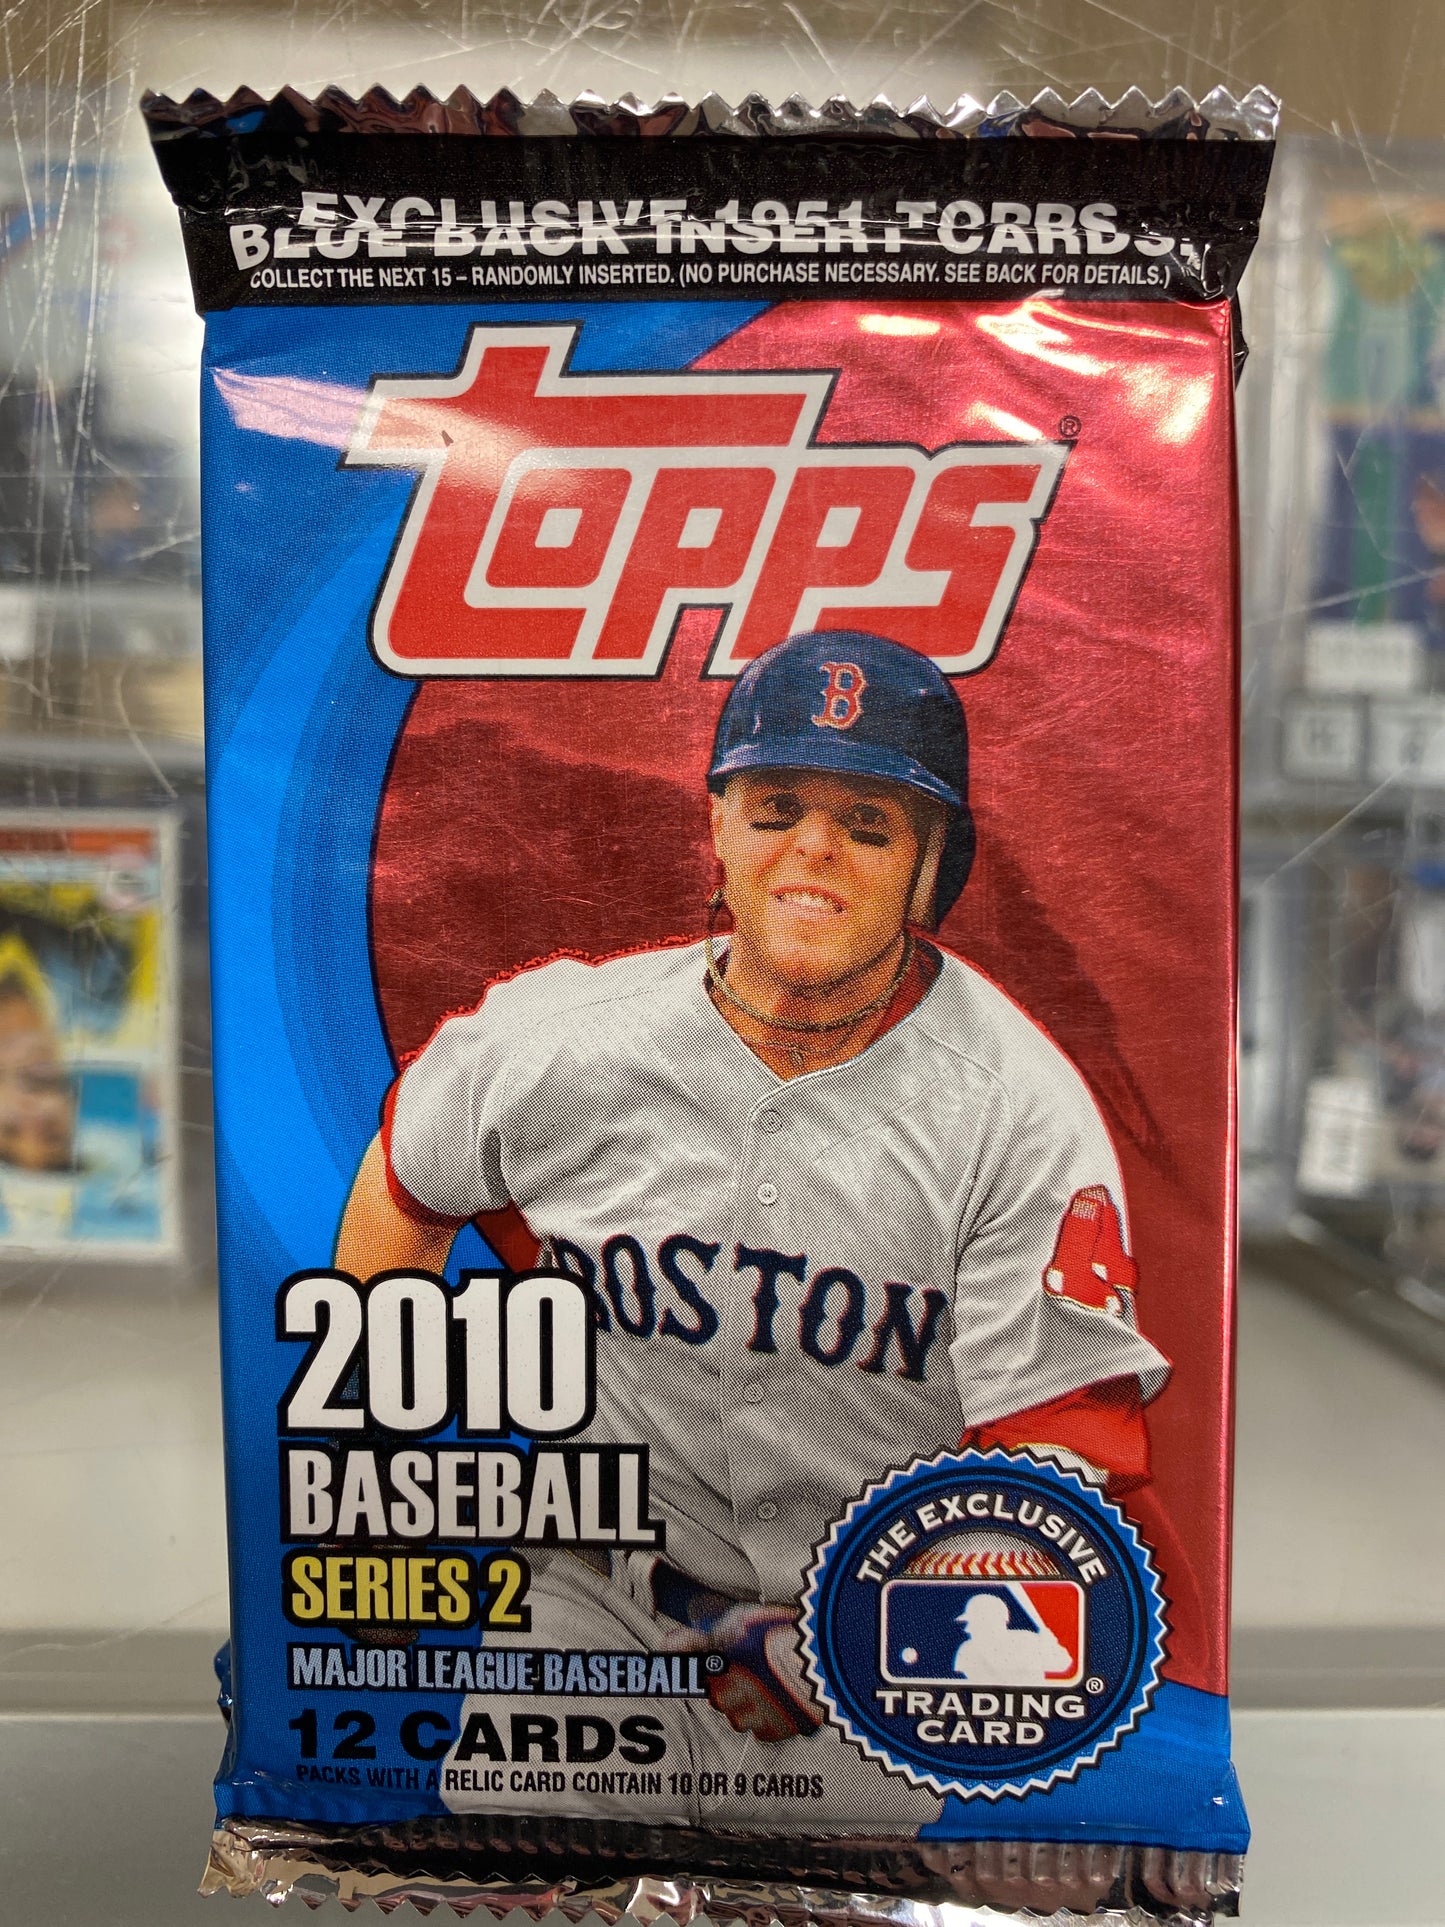 EXCLUSIVE 1951 TOPPS
BLUE BACK INSERT CARDS!
COLLECT THE NEXT 15 – RANDOMLY INSERTED. (NO PURCHASE NECESSARY. SEE BACK FOR DETAILS.)
topps®
B
BOSTON
2010
BASEBALL
SERIES 2
MAJOR LEAGUE BASEBALL®
12 CARDS
PACKS WITH A RELIC CARD CONTAIN 10 OR 9 CARDS
THE EXCLUSIVE
®
TRADING
CARD